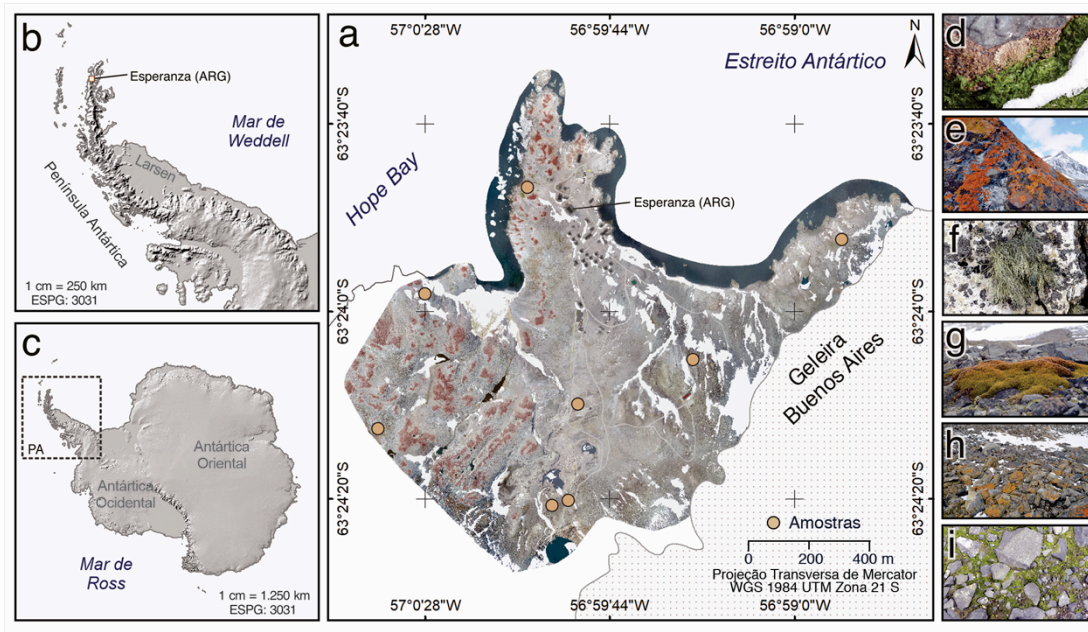 b
Esperanza (ARG)
Mar de
Weddell
Larsen
Península Antártica
1 cm = 250 km
ESPG: 3031
c
PA
Antártica
Oriental
Antártica
Ocidental
Mar de
Ross
1 cm = 1.250 km
ESPG: 3031
a
57°0'28"W
56°59'44"W
56°59'0"W
N
Estreito Antártico
Hope Bay
Esperanza (ARG)
63°23'40"S
63°23'40"S
63°24'0"S
63°24'0"S
63°24'20"S
63°24'20"S
Geleira
Buenos Aires
Amostras
0 200 400 m
Projeção Transversa de Mercator
WGS 1984 UTM Zona 21 S
57°0'28"W
56°59'44"W
56°59'0"W
d
e
f
g
h
i